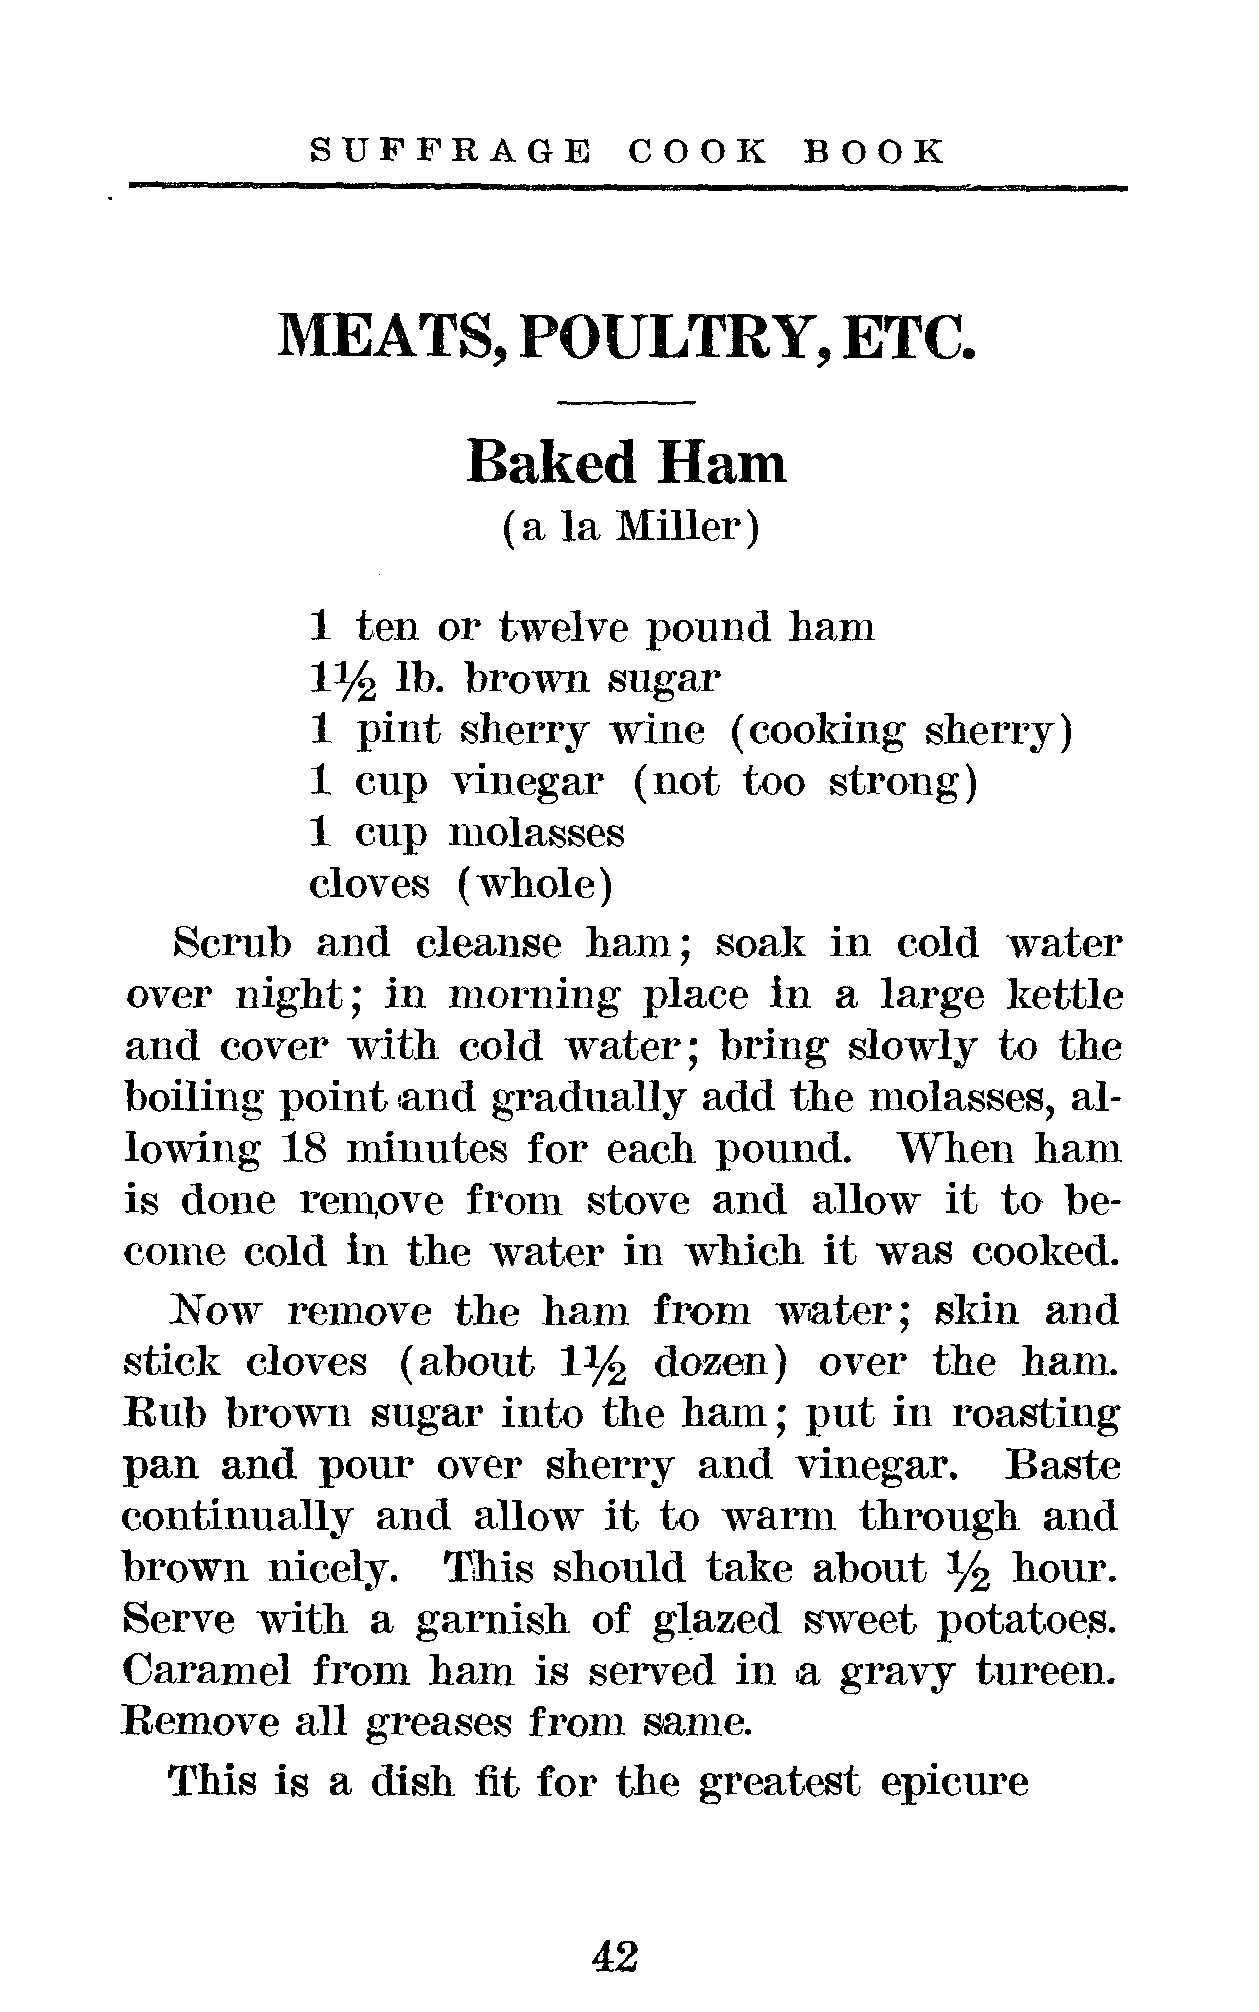 SUFFRAGE COOK BOOK
MEATS, POULTRY, ETC.
Baked Ham
(a la Miller)
1 ten or twelve pound ham
1½ lb. brown sugar
1 pint sherry wine (cooking sherry)
1 cup vinegar (not too strong)
1 cup molasses
cloves (whole)
Scrub and cleanse ham; soak in cold water
over night; in morning place in a large kettle
and cover with cold water; bring slowly to the
boiling point and gradually add the molasses, al-
lowing 18 minutes for each pound. When ham
is done remove from stove and allow it to be-
come cold in the water in which it was cooked.
Now remove the ham from water; skin and
stick cloves (about 1½ dozen) over the ham.
Rub brown sugar into the ham; put in roasting
pan and pour over sherry and vinegar. Baste
continually and allow it to warm through and
brown nicely. This should take about ½ hour.
Serve with a garnish of glazed sweet potatoes.
Caramel from ham is served in a gravy tureen.
Remove all greases from same.
This is a dish fit for the greatest epicure
42